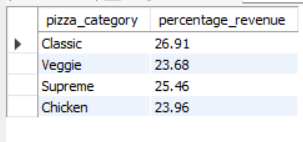 pizza_category percentage_revenue
Classic 26.91
Veggie 23.68
Supreme 25.46
Chicken 23.96